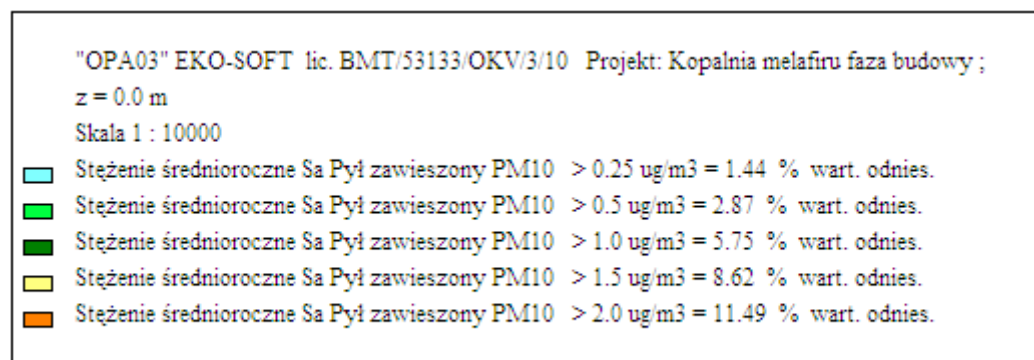 "OPA03" EKO-SOFT lic. BMT/53133/OKV/3/10 Projekt: Kopalnia melafiru faza budowy ;
z = 0.0 m
Skala 1 : 10000
Stężenie średnioroczne Sa Pył zawieszony PM10 > 0.25 ug/m3 = 1.44 % wart. odnies.
Stężenie średnioroczne Sa Pył zawieszony PM10 > 0.5 ug/m3 = 2.87 % wart. odnies.
Stężenie średnioroczne Sa Pył zawieszony PM10 > 1.0 ug/m3 = 5.75 % wart. odnies.
Stężenie średnioroczne Sa Pył zawieszony PM10 > 1.5 ug/m3 = 8.62 % wart. odnies.
Stężenie średnioroczne Sa Pył zawieszony PM10 > 2.0 ug/m3 = 11.49 % wart. odnies.